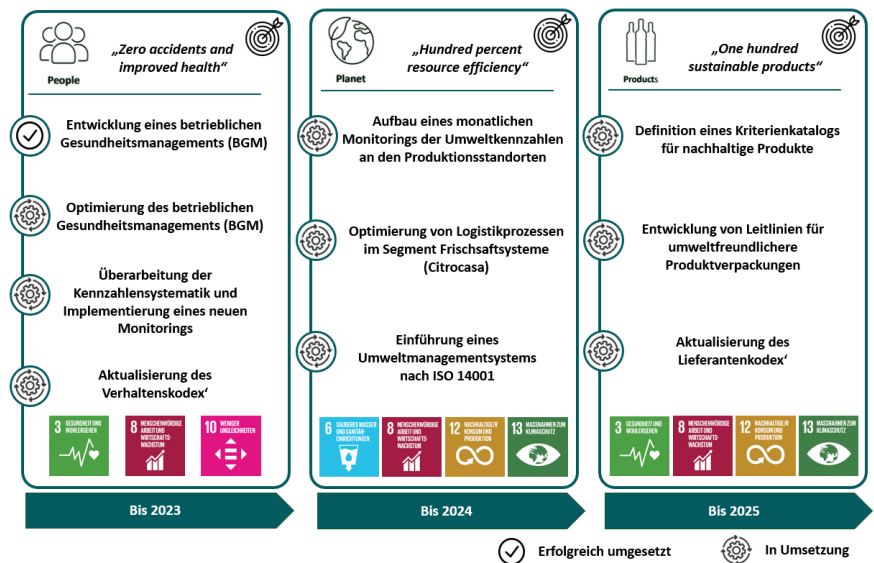 People
„Zero accidents and
improved health“
Entwicklung eines betrieblichen
Gesundheitsmanagements (BGM)
Optimierung des betrieblichen
Gesundheitsmanagements (BGM)
Überarbeitung der
Kennzahlensystematik und
Implementierung eines neuen
Monitorings
Aktualisierung des
Verhaltenskodex‘
3 GESUNDHEIT UND
WOHLERGEHEN
8 MENSCHENWÜRDIGE
ARBEIT UND
WIRTSCHAFTS-
WACHSTUM
10 WENIGER
UNGLEICHHEITEN
Bis 2023
Planet
„Hundred percent
resource efficiency“
Aufbau eines monatlichen
Monitorings der Umweltkennzahlen
an den Produktionsstandorten
Optimierung von Logistikprozessen
im Segment Frischsaftsysteme
(Citrocasa)
Einführung eines
Umweltmanagementsystems
nach ISO 14001
6 SAUBERES WASSER
UND SANITÄR-
EINRICHTUNGEN
8 MENSCHENWÜRDIGE
ARBEIT UND
WIRTSCHAFTS-
WACHSTUM
12 NACHHALTIGE/R
KONSUM UND
PRODUKTION
13 MASSNAHMEN ZUM
KLIMASCHUTZ
Bis 2024
Products
„One hundred
sustainable products“
Definition eines Kriterienkatalogs
für nachhaltige Produkte
Entwicklung von Leitlinien für
umweltfreundlichere
Produktverpackungen
Aktualisierung des
Lieferantenkodex‘
3 GESUNDHEIT UND
WOHLERGEHEN
8 MENSCHENWÜRDIGE
ARBEIT UND
WIRTSCHAFTS-
WACHSTUM
12 NACHHALTIGE/R
KONSUM UND
PRODUKTION
13 MASSNAHMEN ZUM
KLIMASCHUTZ
Bis 2025
Erfolgreich umgesetzt
In Umsetzung